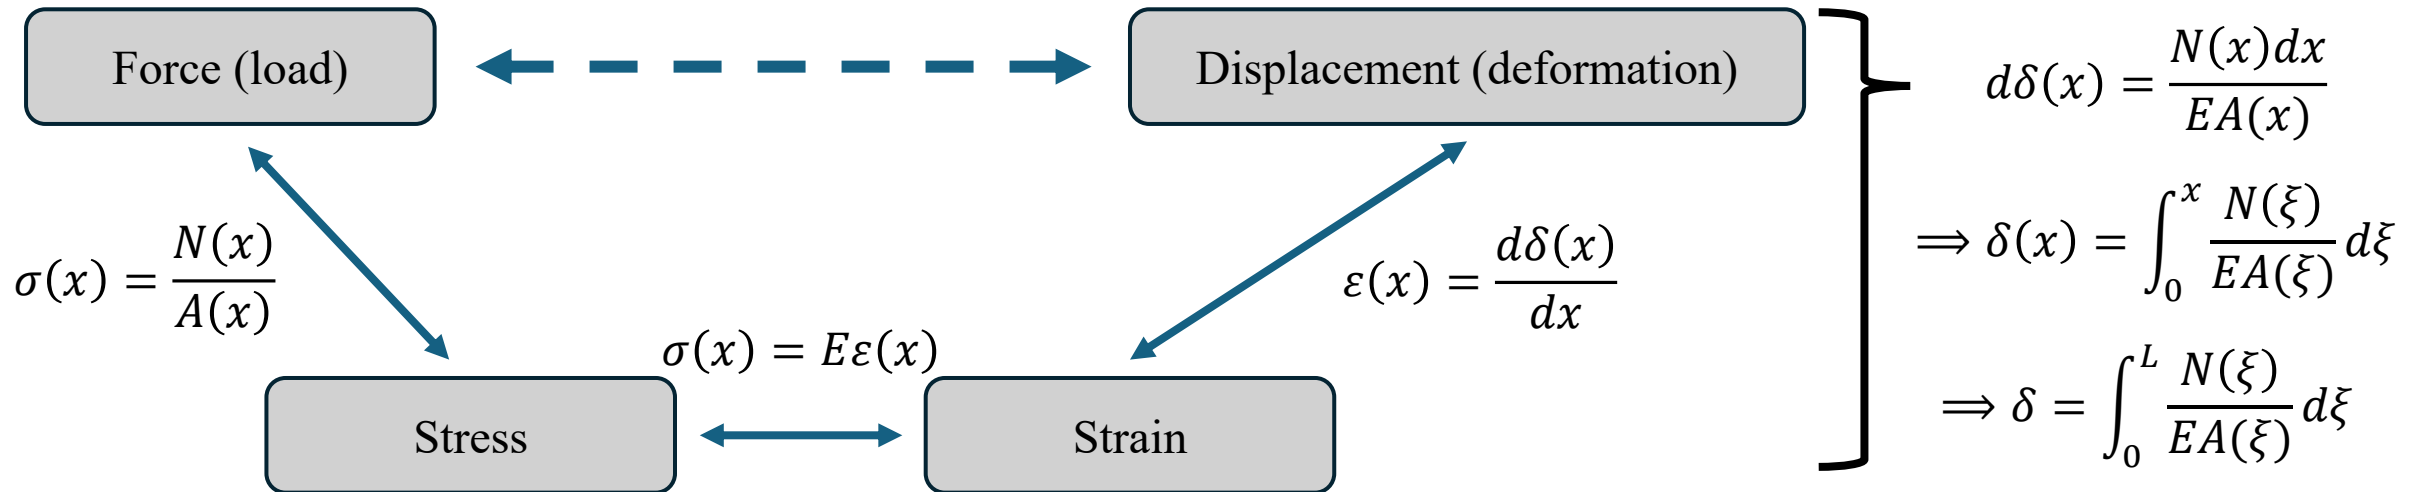 Force (load)
Displacement (deformation)
dδ(x) = N(x)dx / EA(x)
σ(x) = N(x) / A(x)
ε(x) = dδ(x) / dx
⟹ δ(x) = ∫₀ˣ N(ξ) / EA(ξ) dξ
σ(x) = Eε(x)
⟹ δ = ∫₀ᴸ N(ξ) / EA(ξ) dξ
Stress
Strain